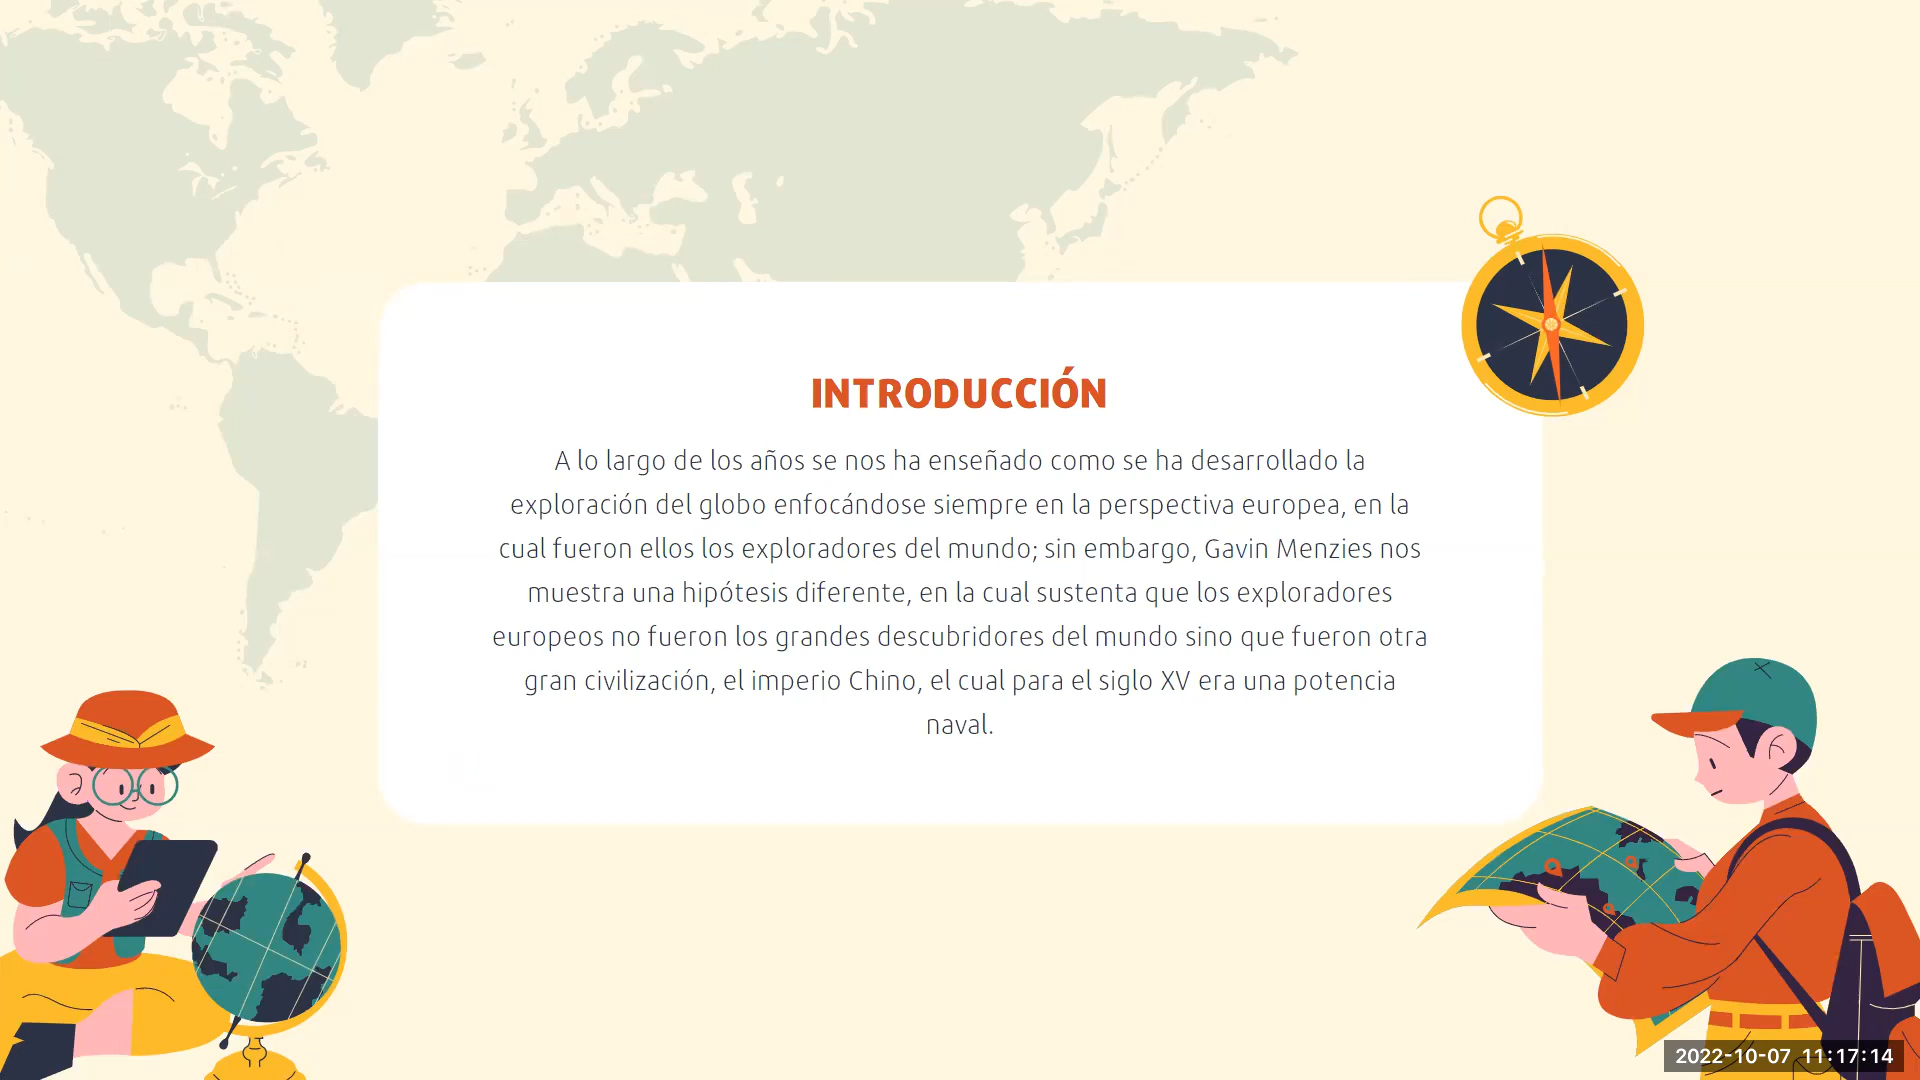 INTRODUCCIÓN
A lo largo de los años se nos ha enseñado como se ha desarrollado la
exploración del globo enfocándose siempre en la perspectiva europea, en la
cual fueron ellos los exploradores del mundo; sin embargo, Gavin Menzies nos
muestra una hipótesis diferente, en la cual sustenta que los exploradores
europeos no fueron los grandes descubridores del mundo sino que fueron otra
gran civilización, el imperio Chino, el cual para el siglo XV era una potencia
naval.
2022-10-07 11:17:14